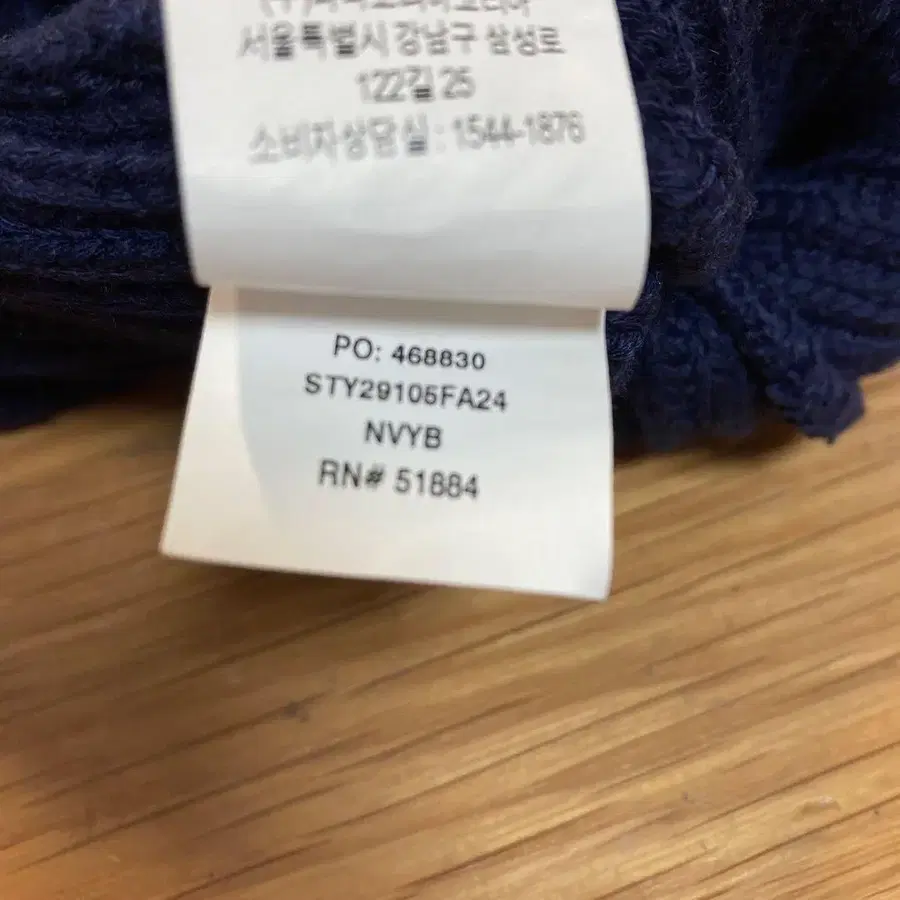 서울특별시 강남구 삼성로
122길 25
소비자상담실 : 1544-1876
PO: 468830
STY29105FA24
NVYB
RN# 51884